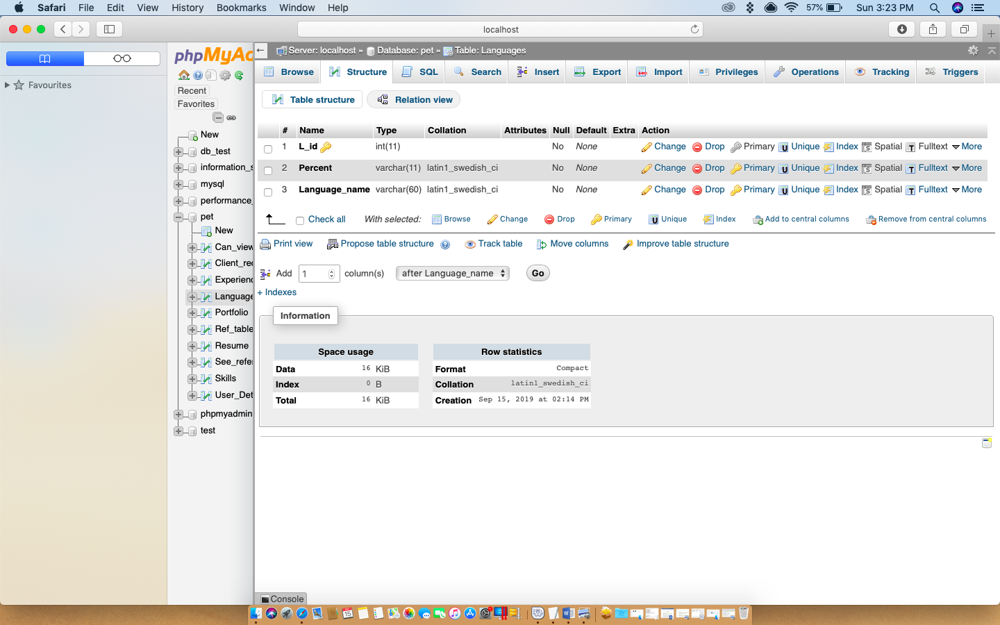 Safari File Edit View History Bookmarks Window Help 57% Sun 3:23 PM
localhost
Favourites
phpMyAd
Recent
Favorites
New
db_test
information_s
mysql
performance_
pet
New
Can_view
Client_rec
Experienc
Language
Portfolio
Ref_table
Resume
See_refer
Skills
User_Det
phpmyadmin
test
Server: localhost » Database: pet » Table: Languages
Browse Structure SQL Search Insert Export Import Privileges Operations Tracking Triggers
Table structure Relation view
# Name Type Collation Attributes Null Default Extra Action
1 L_id int(11) No None Change Drop Primary Unique Index Spatial Fulltext More
2 Percent varchar(11) latin1_swedish_ci No None Change Drop Primary Unique Index Spatial Fulltext More
3 Language_name varchar(60) latin1_swedish_ci No None Change Drop Primary Unique Index Spatial Fulltext More
Check all With selected: Browse Change Drop Primary Unique Index Add to central columns Remove from central columns
Print view Propose table structure Track table Move columns Improve table structure
Add 1 column(s) after Language_name Go
+ Indexes
Information
Space usage
Data 16 KiB
Index 0 B
Total 16 KiB
Row statistics
Format Compact
Collation latin1_swedish_ci
Creation Sep 15, 2019 at 02:14 PM
Console
15